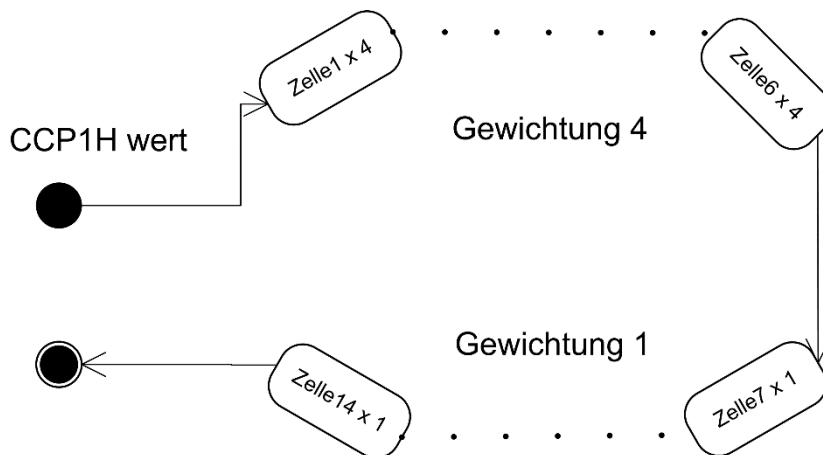 Zelle1 x 4
Zelle6 x 4
Gewichtung 4
CCP1H wert
Gewichtung 1
Zelle14 x 1
Zelle7 x 1